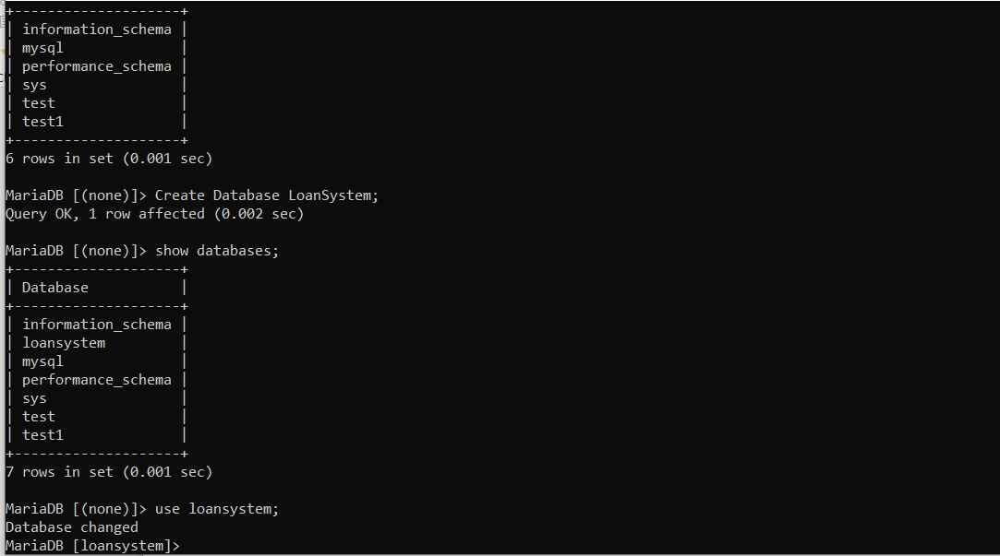 +--------------------+
| information_schema |
| mysql              |
| performance_schema |
| sys                |
| test               |
| test1              |
+--------------------+
6 rows in set (0.001 sec)

MariaDB [(none)]> Create Database LoanSystem;
Query OK, 1 row affected (0.002 sec)

MariaDB [(none)]> show databases;
+--------------------+
| Database           |
+--------------------+
| information_schema |
| loansystem         |
| mysql              |
| performance_schema |
| sys                |
| test               |
| test1              |
+--------------------+
7 rows in set (0.001 sec)

MariaDB [(none)]> use loansystem;
Database changed
MariaDB [loansystem]>